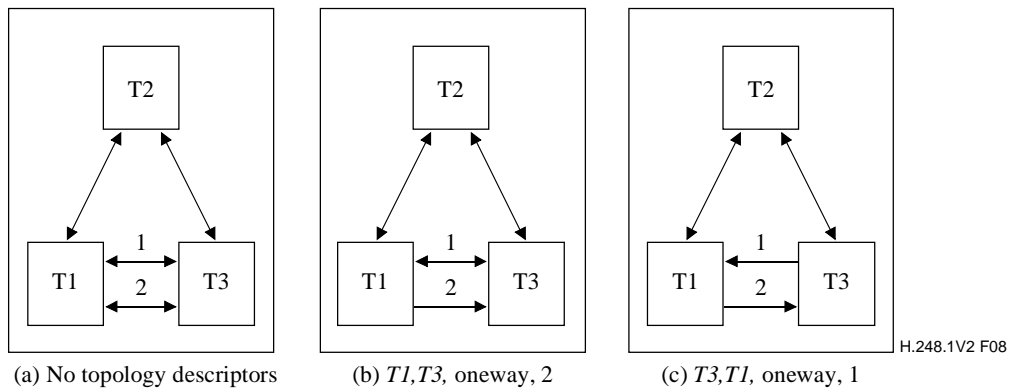 T2
T2
T2
1
1
1
T1
2
T3
T1
2
T3
T1
2
T3
H.248.1V2 F08
(a) No topology descriptors
(b) T1,T3, oneway, 2
(c) T3,T1, oneway, 1